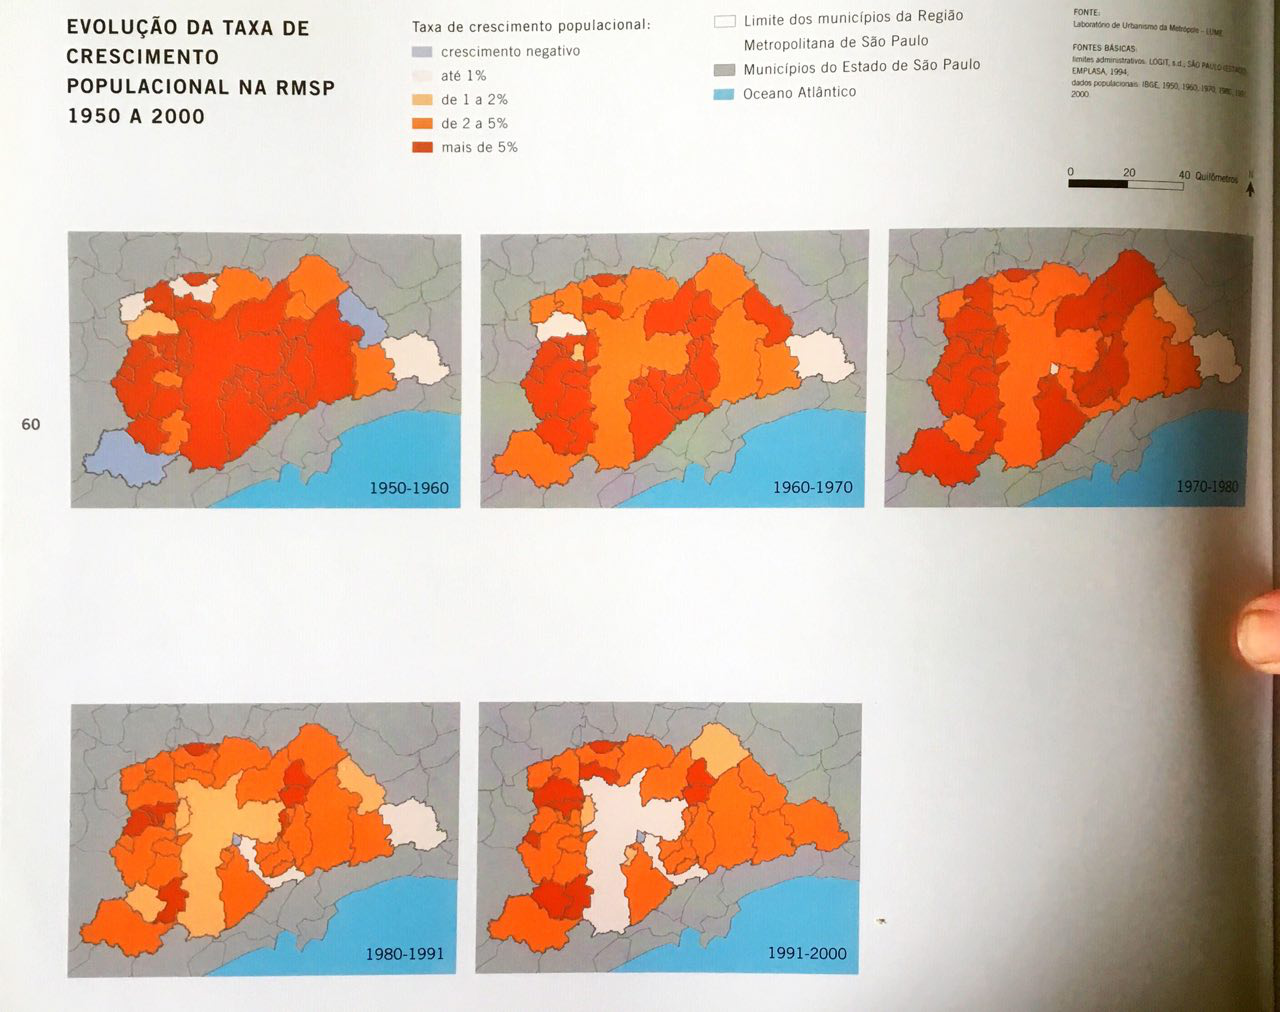 EVOLUÇÃO DA TAXA DE
CRESCIMENTO
POPULACIONAL NA RMSP
1950 A 2000
Taxa de crescimento populacional:
crescimento negativo
até 1%
de 1 a 2%
de 2 a 5%
mais de 5%
Limite dos municípios da Região
Metropolitana de São Paulo
Municípios do Estado de São Paulo
Oceano Atlântico
FONTE:
Laboratório de Urbanismo da Metrópole - LUME
FONTES BÁSICAS:
limites administrativos: LOGIT, s.d.; SÃO PAULO
EMPLASA, 1994;
dados populacionais: IBGE, 1950, 1960, 1970, 1980, 1991
2000.
0 20 40 Quilômetros N
60
1950-1960
1960-1970
1970-1980
1980-1991
1991-2000